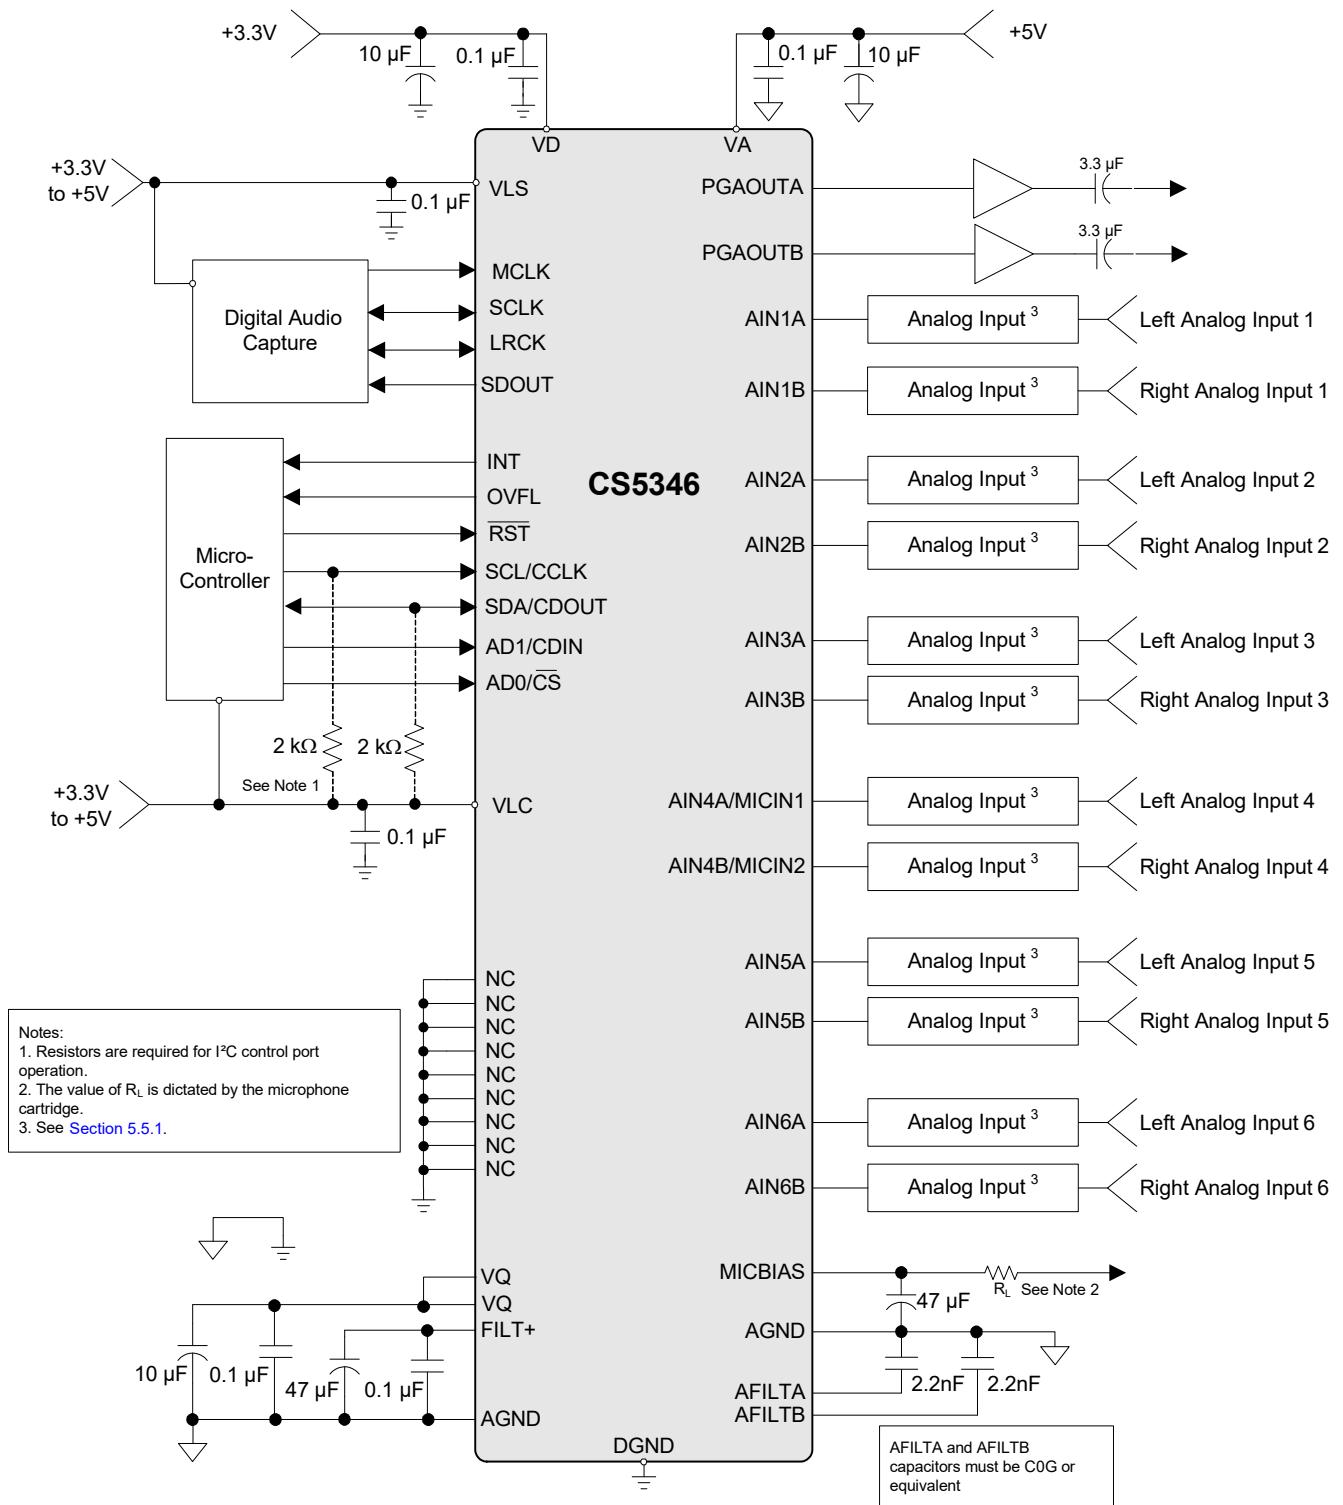 +3.3V
10 µF
0.1 µF
0.1 µF
10 µF
+5V
VD
VA
+3.3V
to +5V
VLS
0.1 µF
PGAOUTA
3.3 µF
PGAOUTB
3.3 µF
Digital Audio
Capture
MCLK
SCLK
LRCK
SDOUT
AIN1A
Analog Input 3
Left Analog Input 1
AIN1B
Analog Input 3
Right Analog Input 1
Micro-
Controller
INT
OVFL
RST
SCL/CCLK
SDA/CDOUT
AD1/CDIN
AD0/CS
CS5346
AIN2A
Analog Input 3
Left Analog Input 2
AIN2B
Analog Input 3
Right Analog Input 2
AIN3A
Analog Input 3
Left Analog Input 3
AIN3B
Analog Input 3
Right Analog Input 3
2 kΩ
2 kΩ
See Note 1
+3.3V
to +5V
VLC
0.1 µF
AIN4A/MICIN1
Analog Input 3
Left Analog Input 4
AIN4B/MICIN2
Analog Input 3
Right Analog Input 4
AIN5A
Analog Input 3
Left Analog Input 5
AIN5B
Analog Input 3
Right Analog Input 5
NC
NC
NC
NC
NC
NC
NC
NC
NC
Notes:
1. Resistors are required for I²C control port
operation.
2. The value of RL is dictated by the microphone
cartridge.
3. See Section 5.5.1.
AIN6A
Analog Input 3
Left Analog Input 6
AIN6B
Analog Input 3
Right Analog Input 6
VQ
VQ
FILT+
10 µF
0.1 µF
47 µF
0.1 µF
AGND
MICBIAS
RL
See Note 2
47 µF
AGND
2.2nF
2.2nF
AFILTA
AFILTB
DGND
AFILTA and AFILTB
capacitors must be C0G or
equivalent